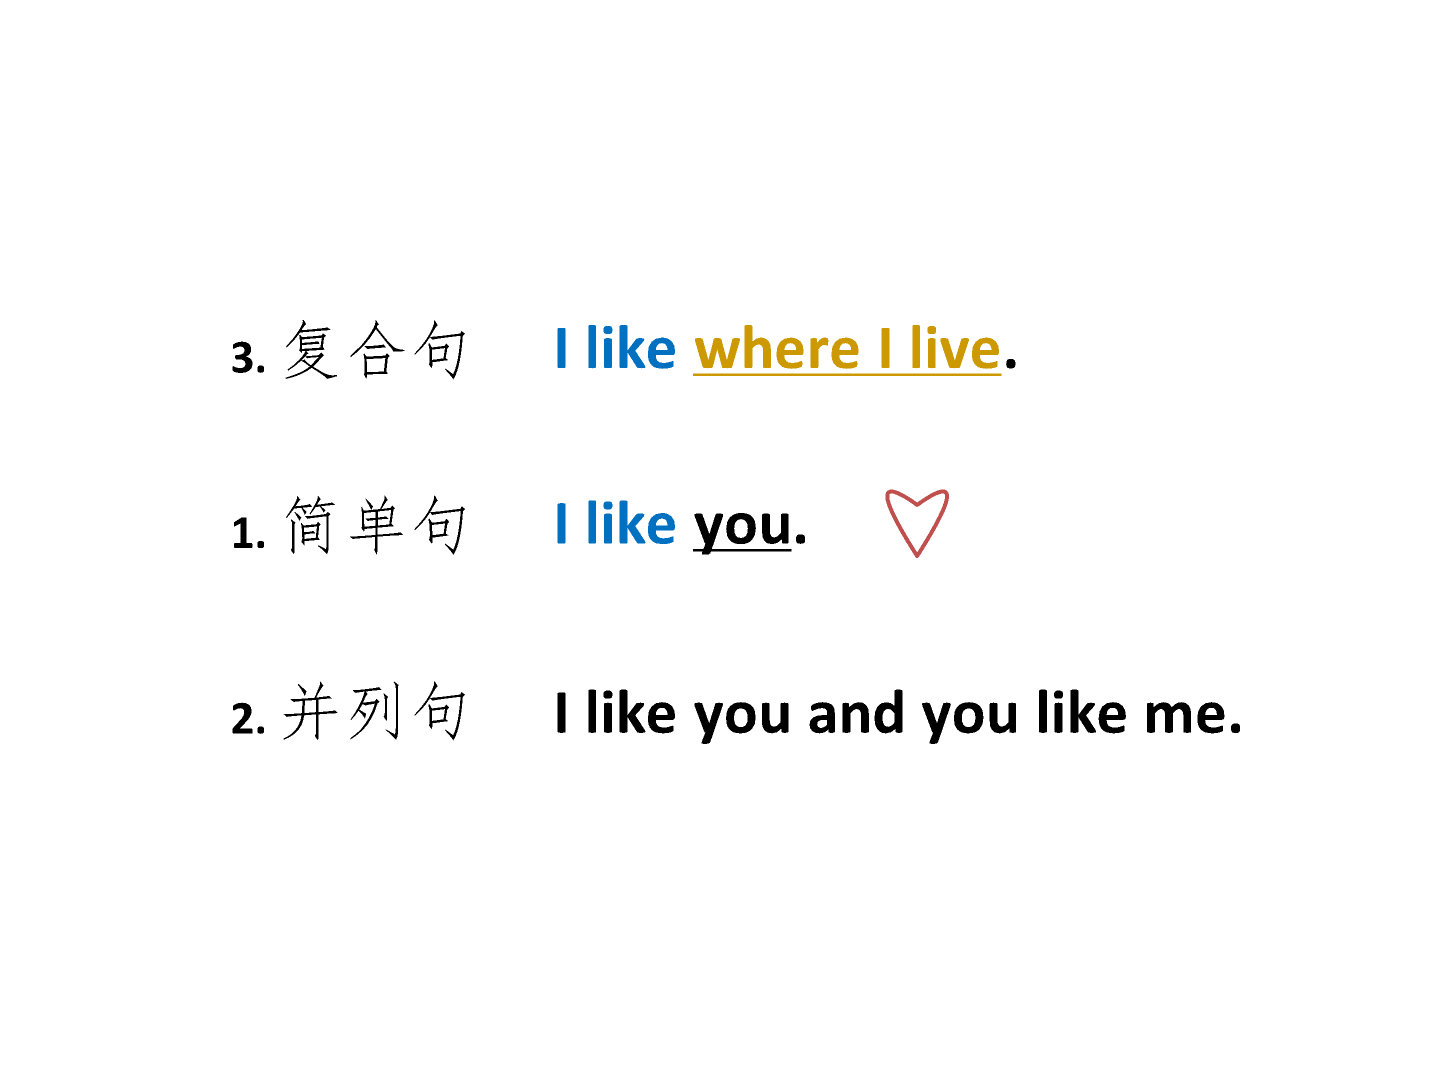 3. 复合句 I like where I live.
1. 简单句 I like you.
2. 并列句 I like you and you like me.